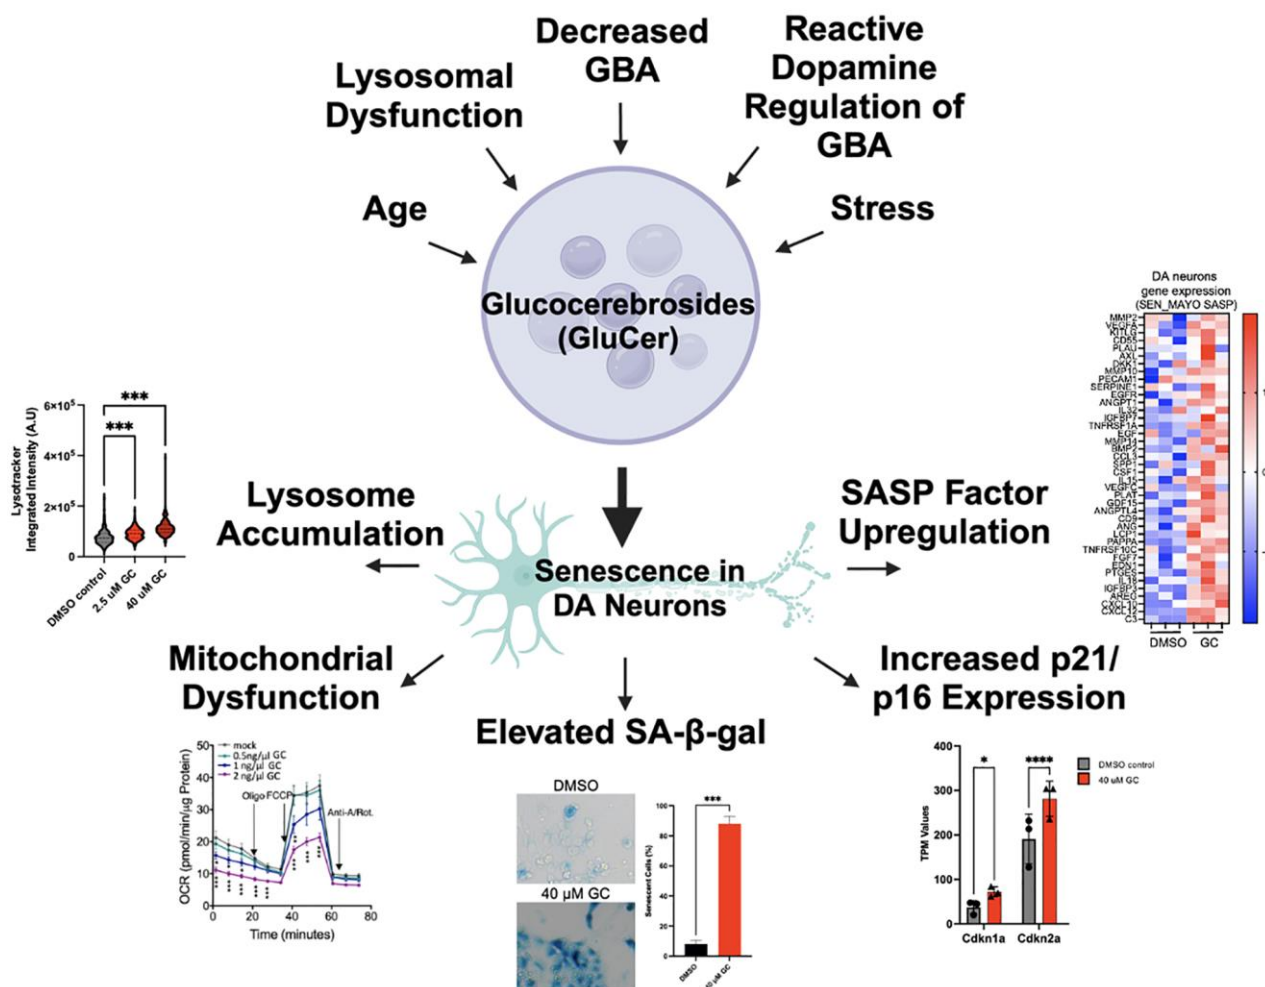 Decreased
GBA
Reactive
Dopamine
Regulation of
GBA
Lysosomal
Dysfunction
Age
Stress
Glucocerebrosides
(GluCer)
Lysotracker
Integrated Intensity (A.U)
6×10⁵
4×10⁵
2×10⁵
0
***
***
DMSO control
2.5 uM GC
40 uM GC
Lysosome
Accumulation
Senescence in
DA Neurons
SASP Factor
Upregulation
DA neurons
gene expression
(SEN_MAYO SASP)
MMP2
VEGFA
KITLG
CD55
PLAU
AXL
DKK1
MMP10
PECAM1
SERPINE1
EGFR
ANGPT1
IL32
IGFBP7
TNFRSF1A
EGF
MMP14
BMP2
CCL3
SPP1
CSF1
IL15
VEGFC
PLAT
GDF15
ANGPTL4
CD9
ANG
LCP1
PAPPA
TNFRSF10C
FGF7
EDN1
PTGES
IL18
IGFBP3
AREG
CXCL10
CXCL12
C3
DMSO GC
0
Mitochondrial
Dysfunction
OCR (pmol/min/µg Protein)
50
40
30
20
10
0
mock
0.5ng/µl GC
1 ng/µl GC
2 ng/µl GC
Oligo FCCP
Anti-A/Rot.
0 20 40 60 80
Time (minutes)
Elevated SA-β-gal
DMSO
40 µM GC
Senescent Cells (%)
100
80
60
40
20
0
***
DMSO
Increased p21/
p16 Expression
TPM Values
400
300
200
100
0
*
****
DMSO control
40 uM GC
Cdkn1a Cdkn2a